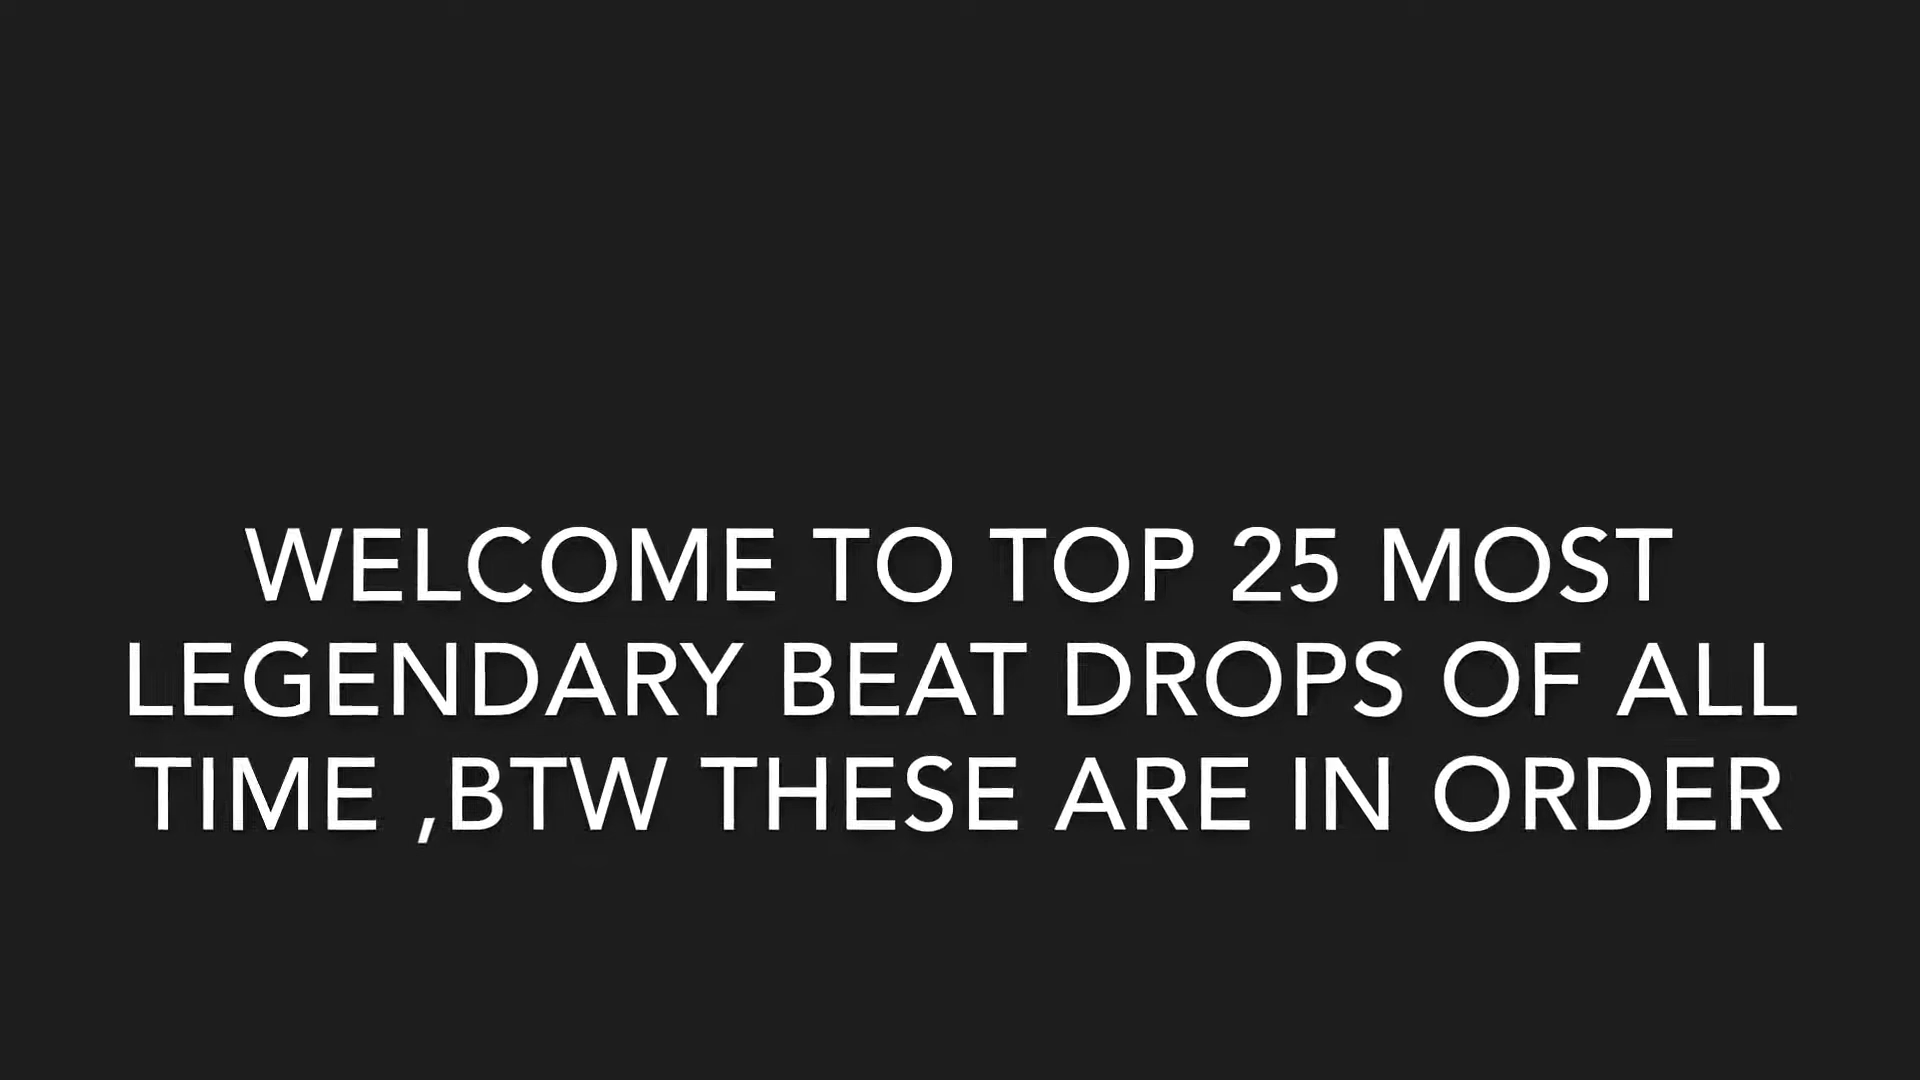 WELCOME TO TOP 25 MOST
LEGENDARY BEAT DROPS OF ALL
TIME ,BTW THESE ARE IN ORDER